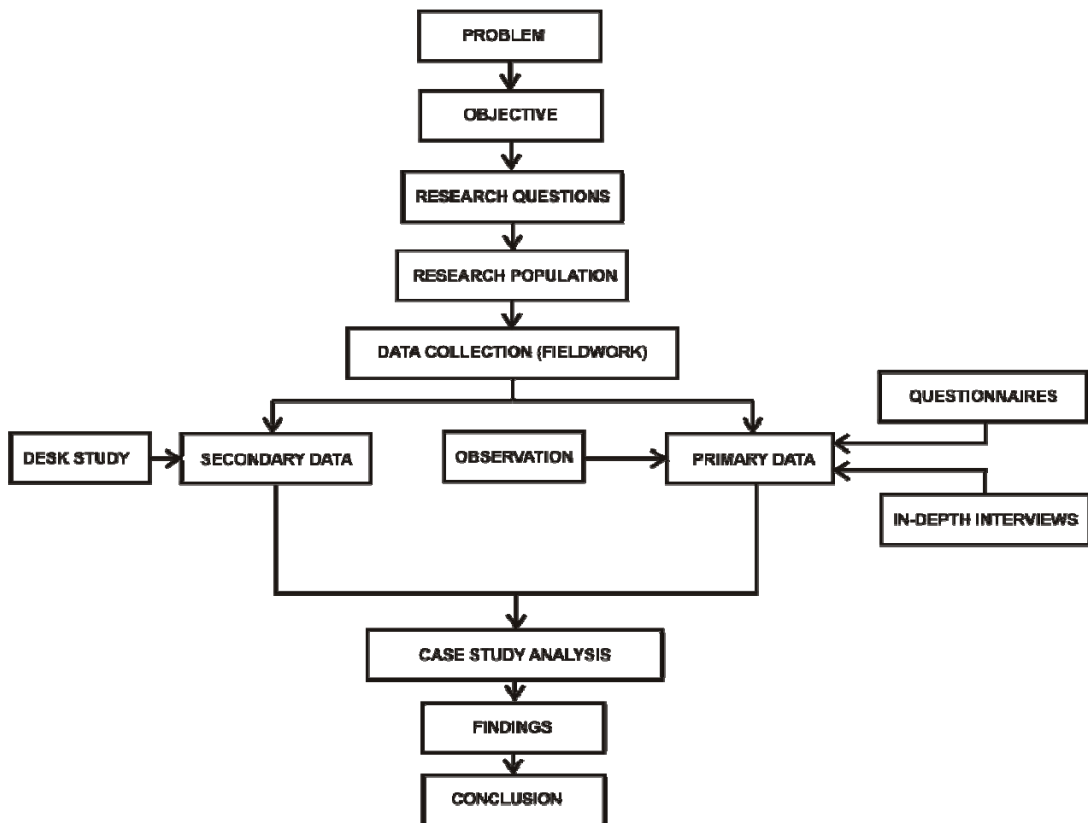 PROBLEM
OBJECTIVE
RESEARCH QUESTIONS
RESEARCH POPULATION
DATA COLLECTION (FIELDWORK)
QUESTIONNAIRES
DESK STUDY
SECONDARY DATA
OBSERVATION
PRIMARY DATA
IN-DEPTH INTERVIEWS
CASE STUDY ANALYSIS
FINDINGS
CONCLUSION